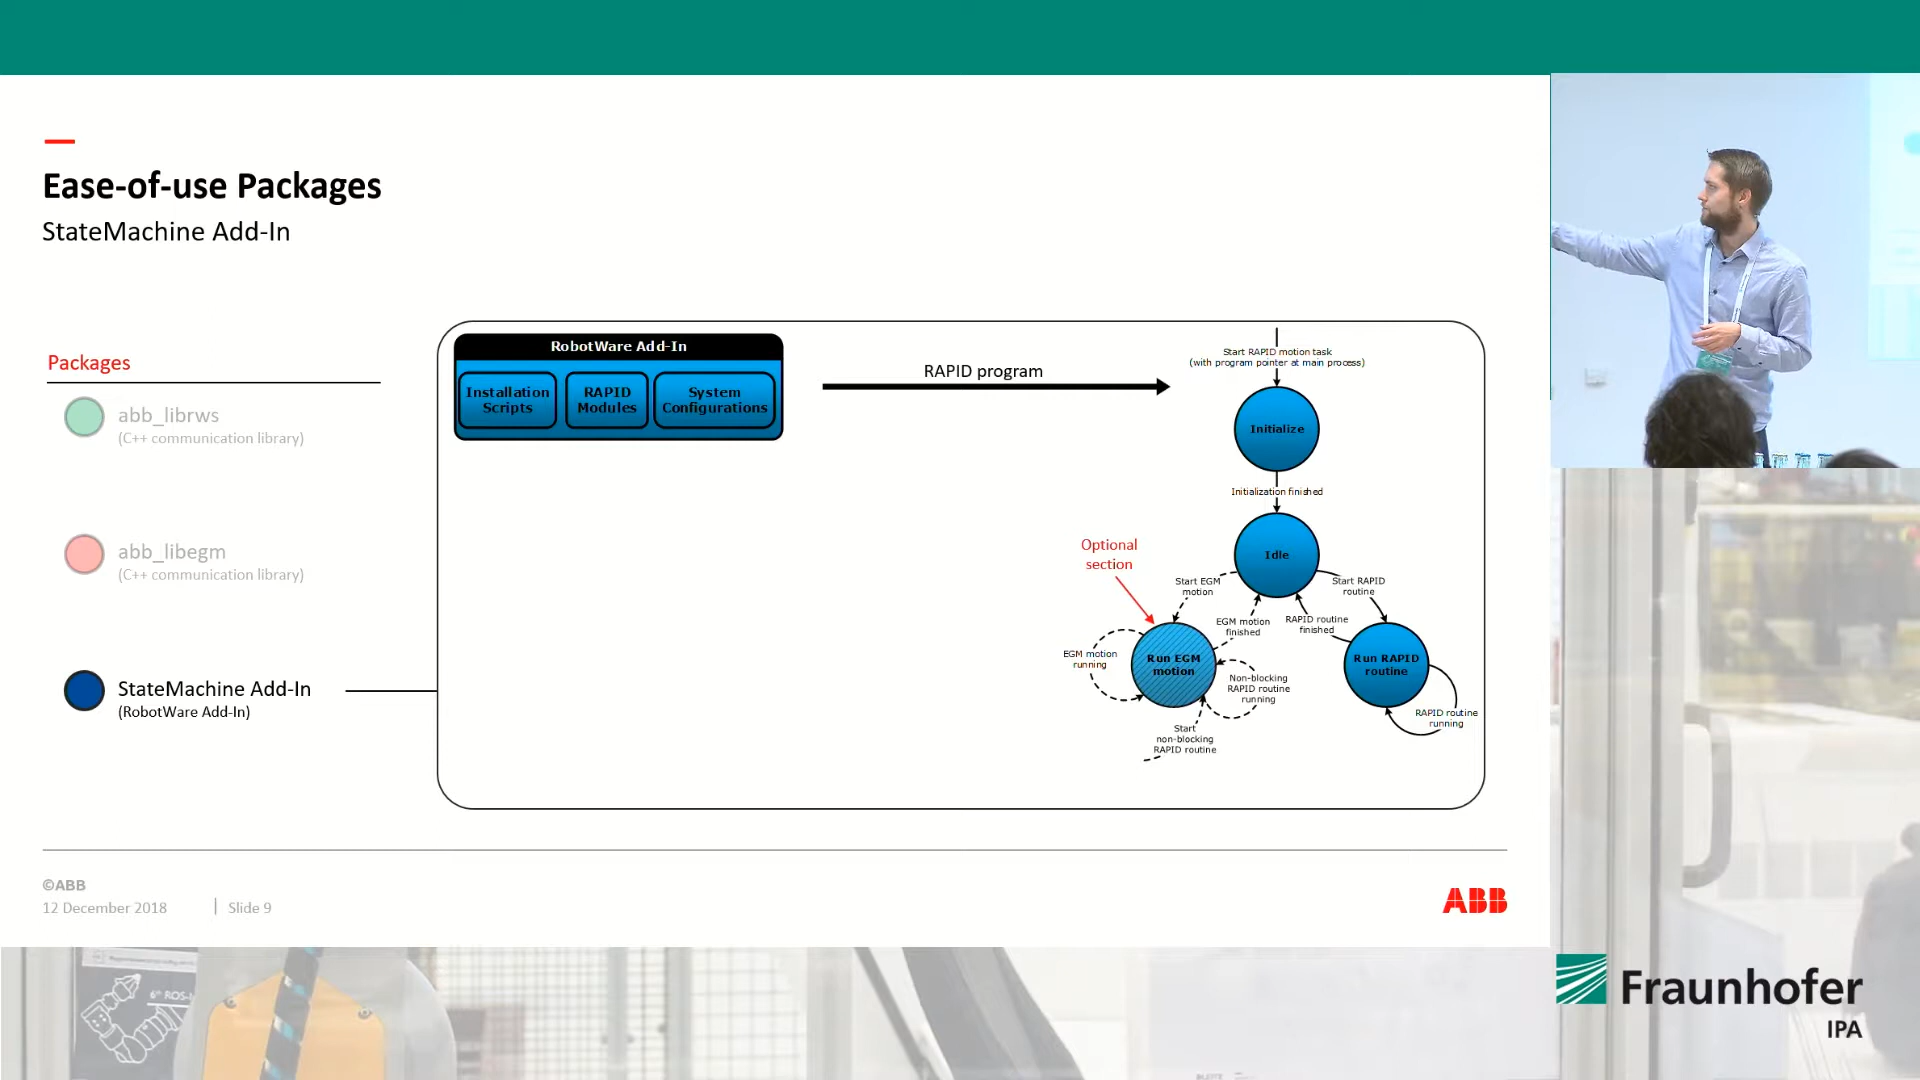 Ease-of-use Packages
StateMachine Add-In
Packages
abb_librws
(C++ communication library)
abb_libegm
(C++ communication library)
StateMachine Add-In
(RobotWare Add-In)
RobotWare Add-In
Installation
Scripts
RAPID
Modules
System
Configurations
RAPID program
Start RAPID motion task
(with program pointer at main process)
Initialize
Initialization finished
Idle
Optional
section
Start EGM
motion
Start RAPID
routine
EGM motion
finished
RAPID routine
finished
EGM motion
running
Run EGM
motion
Non-blocking
RAPID routine
running
Run RAPID
routine
RAPID routine
running
Start
non-blocking
RAPID routine
©ABB
12 December 2018
Slide 9
ABB
6th ROS-I
Fraunhofer
IPA